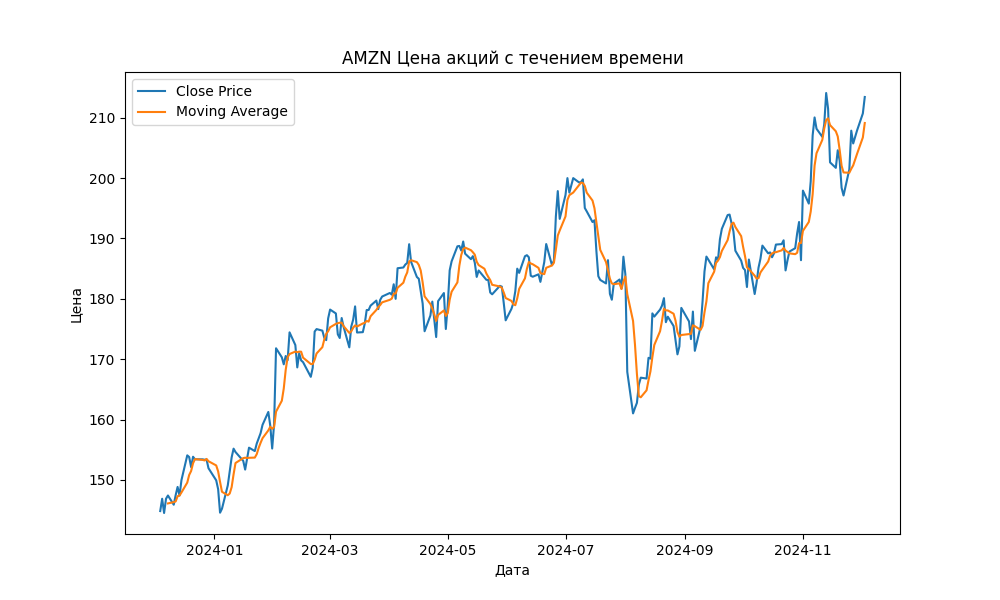 AMZN Цена акций с течением времени
Close Price
Moving Average
Цена
210
200
190
180
170
160
150
2024-01
2024-03
2024-05
2024-07
2024-09
2024-11
Дата